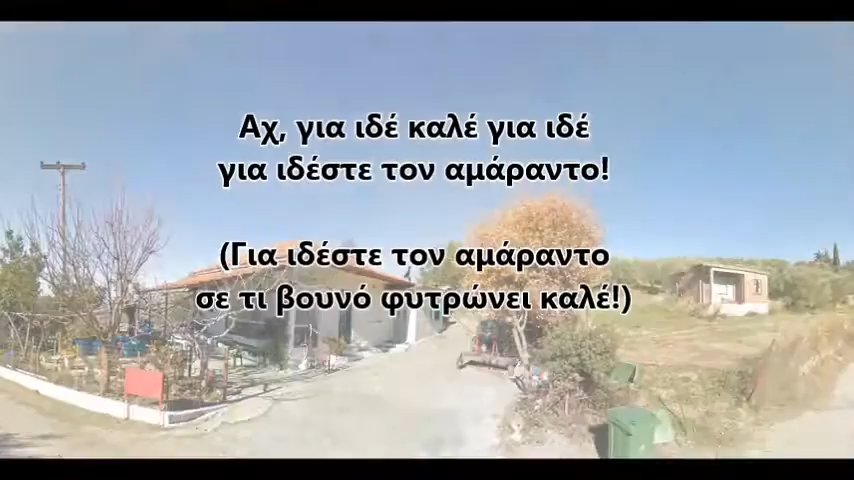 Αχ, για ιδέ καλέ για ιδέ
για ιδέστε τον αμάραντο!
(Για ιδέστε τον αμάραντο
σε τι βουνό φυτρώνει καλέ!)